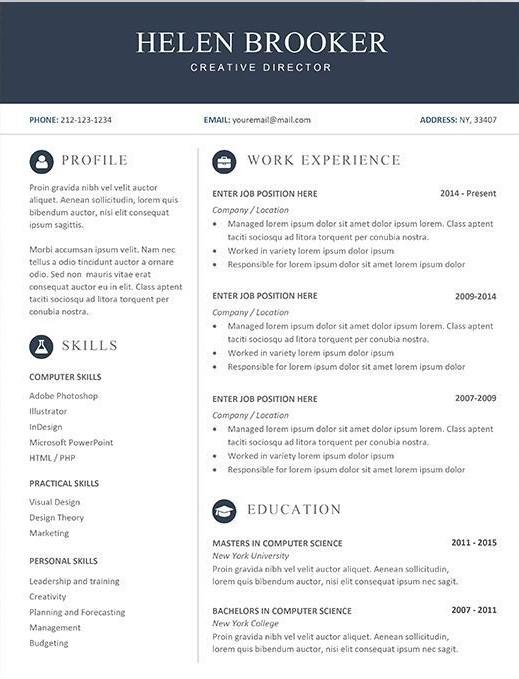 HELEN BROOKER
CREATIVE DIRECTOR
PHONE: 212-123-1234
EMAIL: youremail@mail.com
ADDRESS: NY, 33407
PROFILE
Proin gravida nibh vel velit auctor
aliquet. Aenean sollicitudin, lorem quis
bibendum auctor, nisi elit consequat
ipsum sagittis.
Morbi accumsan ipsum velit. Nam nec
tellus a odio tincidunt auctor a ornare
odio. Sed non mauris vitae erat
consequat auctor eu in elit. Class
aptent taciti sociosqu ad litora torquent
per conubia.
SKILLS
COMPUTER SKILLS
Adobe Photoshop
Illustrator
InDesign
Microsoft PowerPoint
HTML / PHP
PRACTICAL SKILLS
Visual Design
Design Theory
Marketing
PERSONAL SKILLS
Leadership and training
Creativity
Planning and Forecasting
Management
Budgeting
WORK EXPERIENCE
ENTER JOB POSITION HERE 2014 - Present
Company / Location
• Managed lorem ipsum dolor sit amet dolor ipsum lorem. Class aptent
taciti sociosqu ad litora torquent per conubia nostra.
• Worked in variety lorem ipsum dolor ipsum
• Responsible for lorem ipsum dolor sit amet lorem ipsum dolor
ENTER JOB POSITION HERE 2009-2014
Company / Location
• Managed lorem ipsum dolor sit amet dolor ipsum lorem. Class aptent
taciti sociosqu ad litora torquent per conubia nostra.
• Worked in variety lorem ipsum dolor ipsum
• Responsible for lorem ipsum dolor sit amet lorem ipsum dolor
ENTER JOB POSITION HERE 2007-2009
Company / Location
• Managed lorem ipsum dolor sit amet dolor ipsum lorem. Class aptent
taciti sociosqu ad litora torquent per conubia nostra.
• Worked in variety lorem ipsum dolor ipsum
• Responsible for lorem ipsum dolor sit amet lorem ipsum dolor
EDUCATION
MASTERS IN COMPUTER SCIENCE 2011 - 2015
New York University
Proin gravida nibh vel velit auctor aliquet. Aenean sollicitudin,
lorem quis bibendum auctor, nisi elit consequat ipsum nec sagit.
BACHELORS IN COMPUTER SCIENCE 2007 - 2011
New York College
Proin gravida nibh vel velit auctor aliquet. Aenean sollicitudin,
lorem quis bibendum auctor, nisi elit consequat ipsum nec sagit.